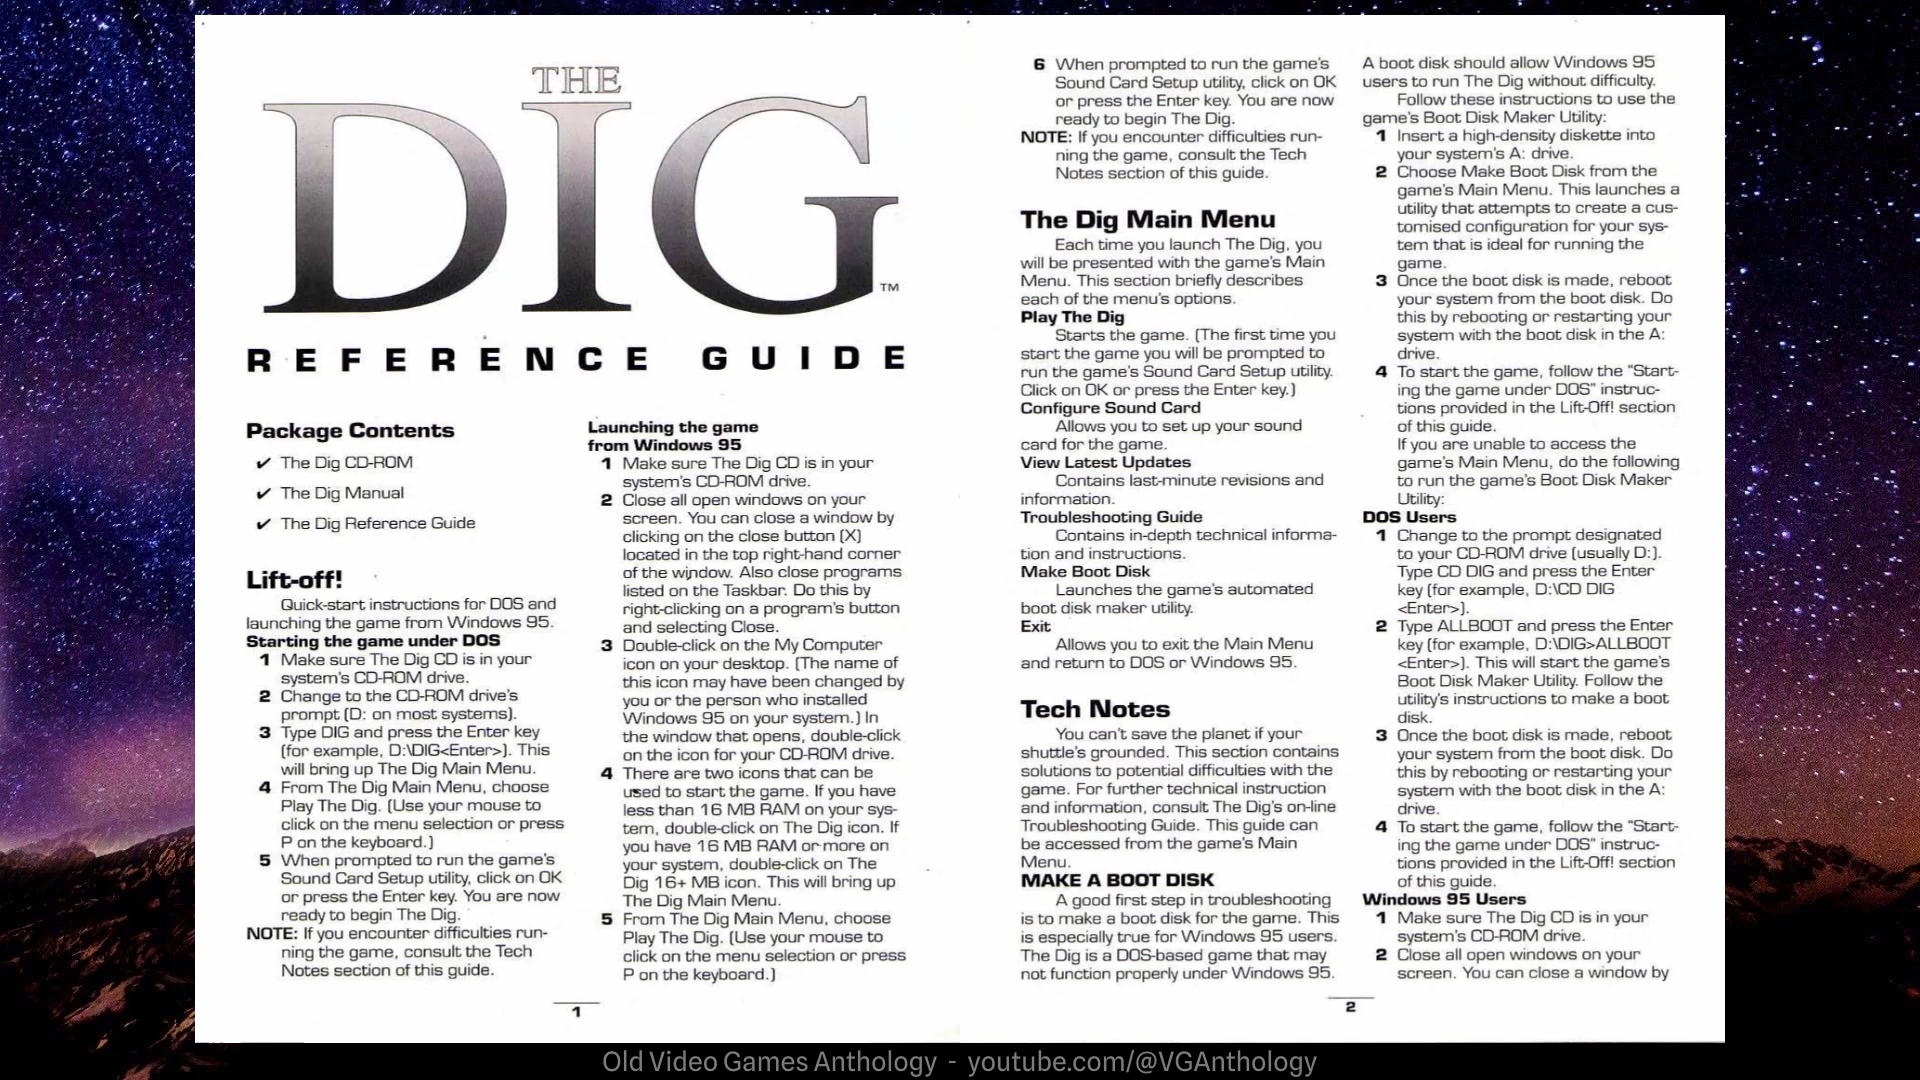 THE
DIG
TM
REFERENCE GUIDE
Package Contents
✔ The Dig CD-ROM
✔ The Dig Manual
✔ The Dig Reference Guide
Lift-off!
Quick-start instructions for DOS and
launching the game from Windows 95.
Starting the game under DOS
1 Make sure The Dig CD is in your
system's CD-ROM drive.
2 Change to the CD-ROM drive's
prompt (D: on most systems).
3 Type DIG and press the Enter key
(for example, D:\DIG<Enter>). This
will bring up The Dig Main Menu.
4 From The Dig Main Menu, choose
Play The Dig. (Use your mouse to
click on the menu selection or press
P on the keyboard.)
5 When prompted to run the game's
Sound Card Setup utility, click on OK
or press the Enter key. You are now
ready to begin The Dig.
NOTE: If you encounter difficulties run-
ning the game, consult the Tech
Notes section of this guide.
Launching the game
from Windows 95
1 Make sure The Dig CD is in your
system's CD-ROM drive.
2 Close all open windows on your
screen. You can close a window by
clicking on the close button (X)
located in the top right-hand corner
of the window. Also close programs
listed on the Taskbar. Do this by
right-clicking on a program's button
and selecting Close.
3 Double-click on the My Computer
icon on your desktop. (The name of
this icon may have been changed by
you or the person who installed
Windows 95 on your system.) In
the window that opens, double-click
on the icon for your CD-ROM drive.
4 There are two icons that can be
used to start the game. If you have
less than 16 MB RAM on your sys-
tem, double-click on The Dig icon. If
you have 16 MB RAM or more on
your system, double-click on The
Dig 16+ MB icon. This will bring up
The Dig Main Menu.
5 From The Dig Main Menu, choose
Play The Dig. (Use your mouse to
click on the menu selection or press
P on the keyboard.)
1
6 When prompted to run the game's
Sound Card Setup utility, click on OK
or press the Enter key. You are now
ready to begin The Dig.
NOTE: If you encounter difficulties run-
ning the game, consult the Tech
Notes section of this guide.
The Dig Main Menu
Each time you launch The Dig, you
will be presented with the game's Main
Menu. This section briefly describes
each of the menu's options.
Play The Dig
Starts the game. (The first time you
start the game you will be prompted to
run the game's Sound Card Setup utility.
Click on OK or press the Enter key.)
Configure Sound Card
Allows you to set up your sound
card for the game.
View Latest Updates
Contains last-minute revisions and
information.
Troubleshooting Guide
Contains in-depth technical informa-
tion and instructions.
Make Boot Disk
Launches the game's automated
boot disk maker utility.
Exit
Allows you to exit the Main Menu
and return to DOS or Windows 95.
Tech Notes
You can't save the planet if your
shuttle's grounded. This section contains
solutions to potential difficulties with the
game. For further technical instruction
and information, consult The Dig's on-line
Troubleshooting Guide. This guide can
be accessed from the game's Main
Menu.
MAKE A BOOT DISK
A good first step in troubleshooting
is to make a boot disk for the game. This
is especially true for Windows 95 users.
The Dig is a DOS-based game that may
not function properly under Windows 95.
A boot disk should allow Windows 95
users to run The Dig without difficulty.
Follow these instructions to use the
game's Boot Disk Maker Utility:
1 Insert a high-density diskette into
your system's A: drive.
2 Choose Make Boot Disk from the
game's Main Menu. This launches a
utility that attempts to create a cus-
tomised configuration for your sys-
tem that is ideal for running the
game.
3 Once the boot disk is made, reboot
your system from the boot disk. Do
this by rebooting or restarting your
system with the boot disk in the A:
drive.
4 To start the game, follow the "Start-
ing the game under DOS" instruc-
tions provided in the Lift-Off! section
of this guide.
If you are unable to access the
game's Main Menu, do the following
to run the game's Boot Disk Maker
Utility:
DOS Users
1 Change to the prompt designated
to your CD-ROM drive (usually D:).
Type CD DIG and press the Enter
key (for example, D:\CD DIG
<Enter>).
2 Type ALLBOOT and press the Enter
key (for example, D:\DIG>ALLBOOT
<Enter>). This will start the game's
Boot Disk Maker Utility. Follow the
utility's instructions to make a boot
disk.
3 Once the boot disk is made, reboot
your system from the boot disk. Do
this by rebooting or restarting your
system with the boot disk in the A:
drive.
4 To start the game, follow the "Start-
ing the game under DOS" instruc-
tions provided in the Lift-Off! section
of this guide.
Windows 95 Users
1 Make sure The Dig CD is in your
system's CD-ROM drive.
2 Close all open windows on your
screen. You can close a window by
2
Old Video Games Anthology - youtube.com/@VGAnthology